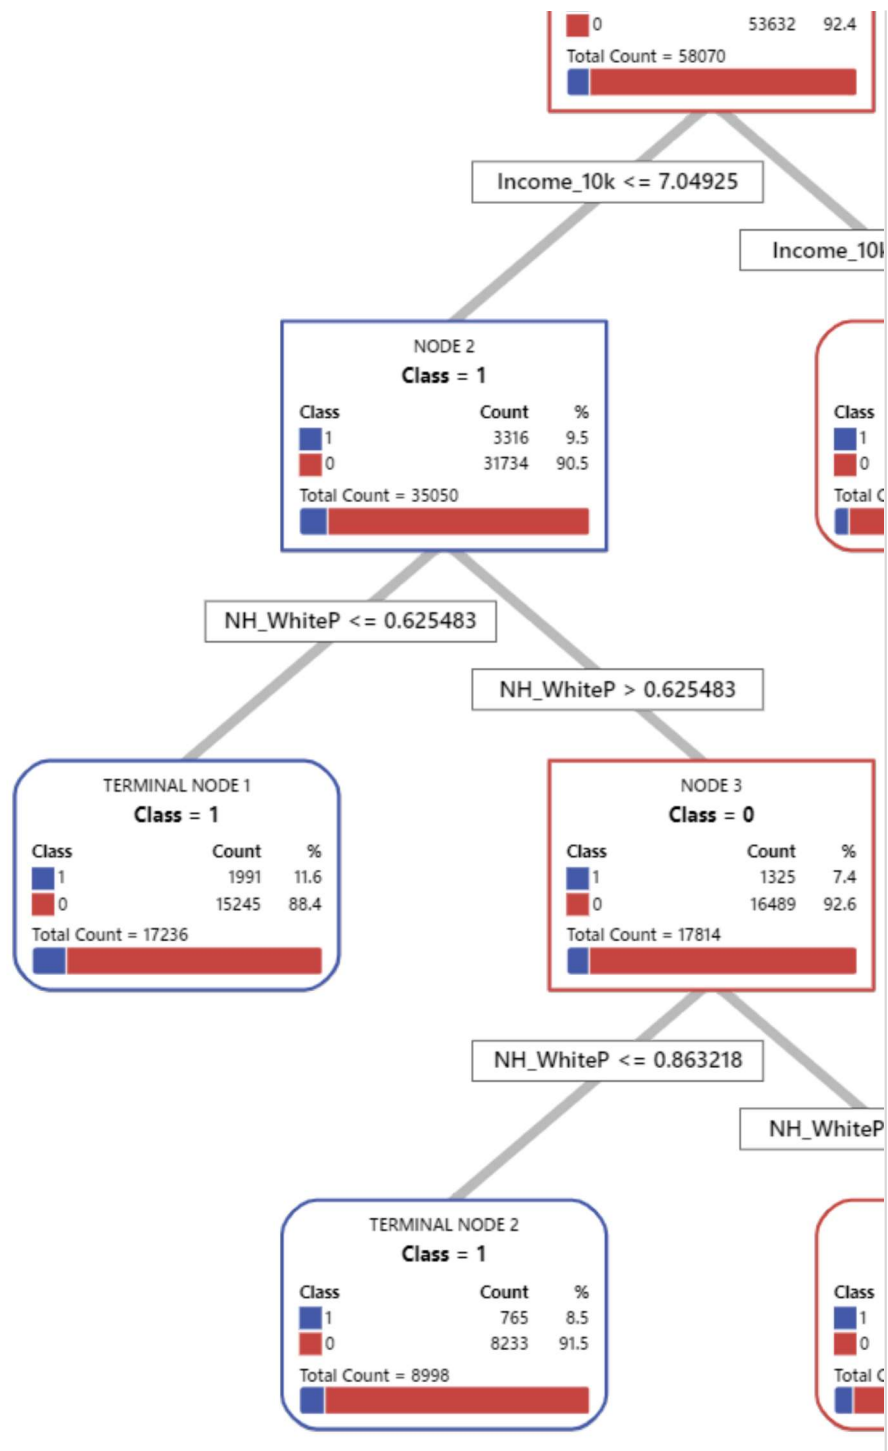 0 53632 92.4
Total Count = 58070
Income_10k <= 7.04925
NODE 2
Class = 1
Class Count %
1 3316 9.5
0 31734 90.5
Total Count = 35050
Class
1
0
Total
NH_WhiteP <= 0.625483
NH_WhiteP > 0.625483
TERMINAL NODE 1
Class = 1
Class Count %
1 1991 11.6
0 15245 88.4
Total Count = 17236
NODE 3
Class = 0
Class Count %
1 1325 7.4
0 16489 92.6
Total Count = 17814
NH_WhiteP <= 0.863218
NH_WhiteP
TERMINAL NODE 2
Class = 1
Class Count %
1 765 8.5
0 8233 91.5
Total Count = 8998
Class
1
0
Total